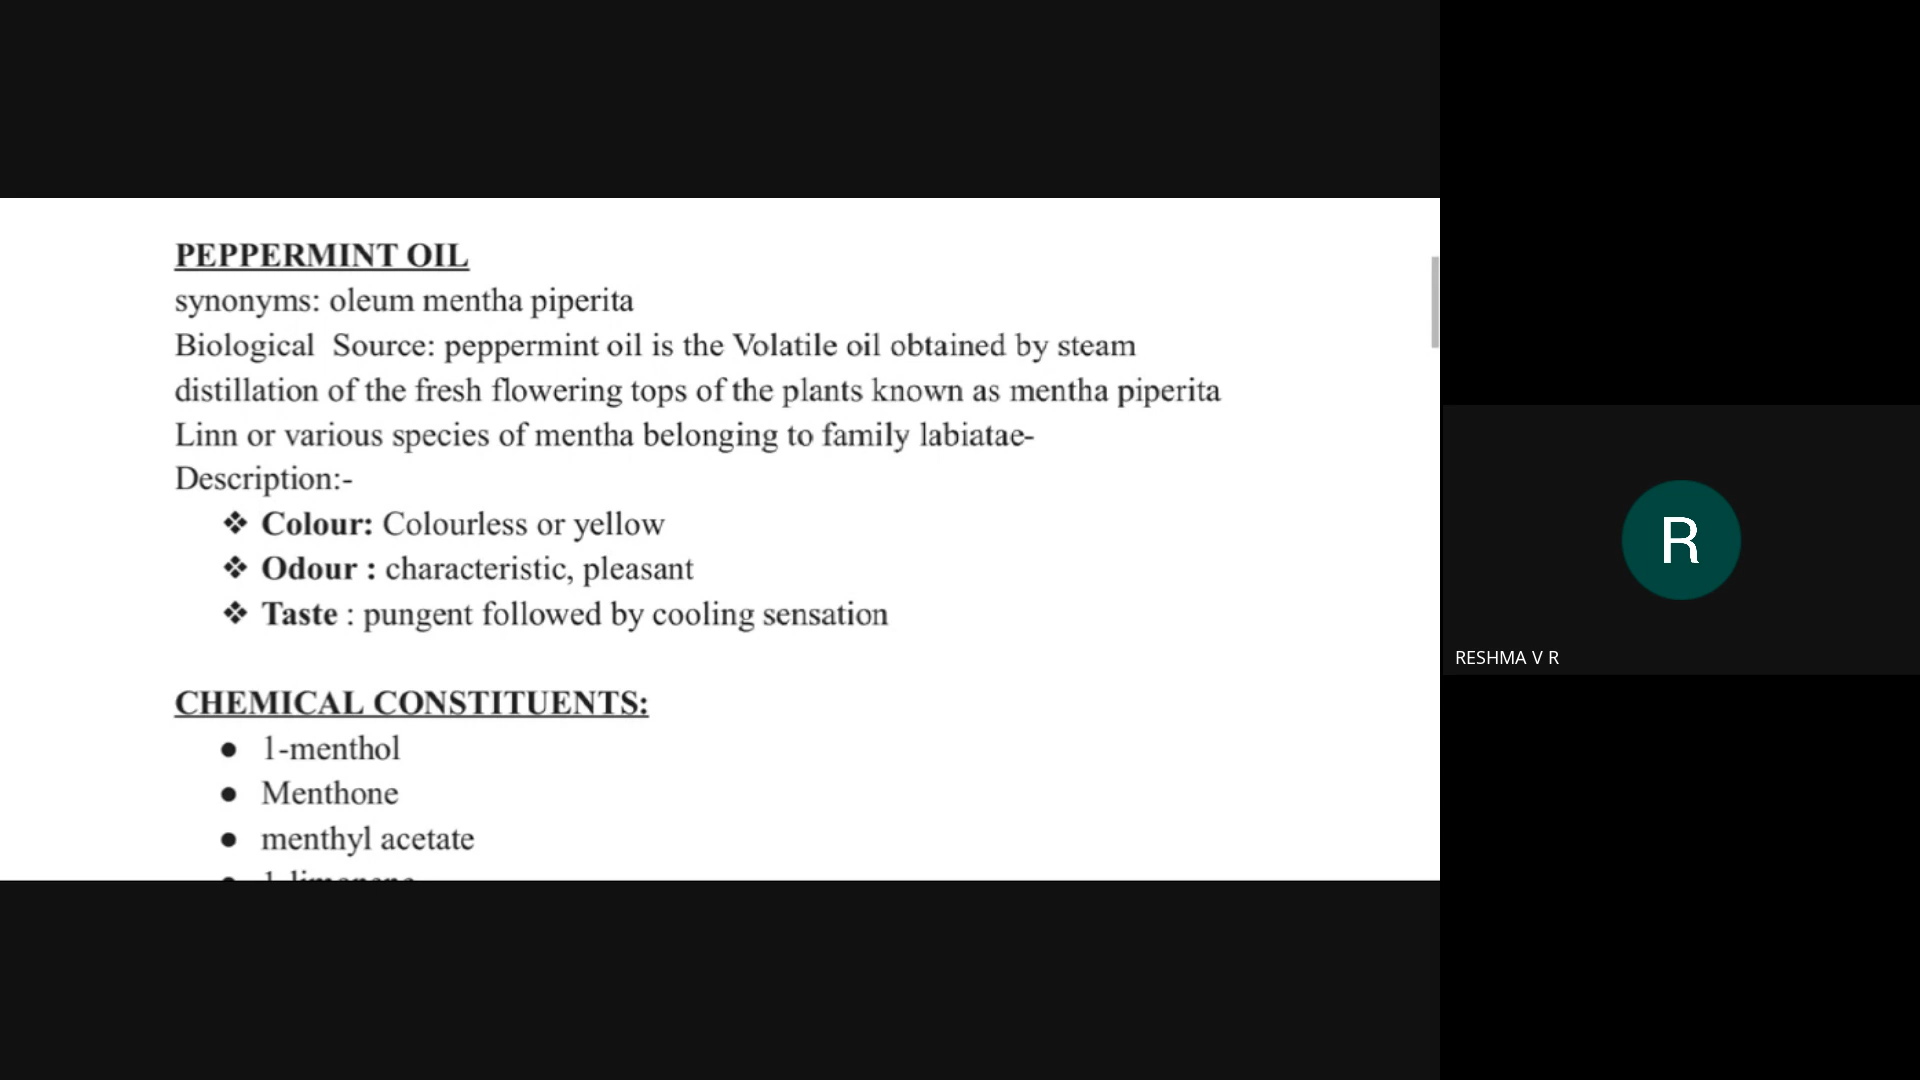 PEPPERMINT OIL
synonyms: oleum mentha piperita
Biological Source: peppermint oil is the Volatile oil obtained by steam
distillation of the fresh flowering tops of the plants known as mentha piperita
Linn or various species of mentha belonging to family labiatae-
Description:-
❖ Colour: Colourless or yellow
❖ Odour : characteristic, pleasant
❖ Taste : pungent followed by cooling sensation
CHEMICAL CONSTITUENTS:
● 1-menthol
● Menthone
● menthyl acetate
● 1-limonene
R
RESHMA V R